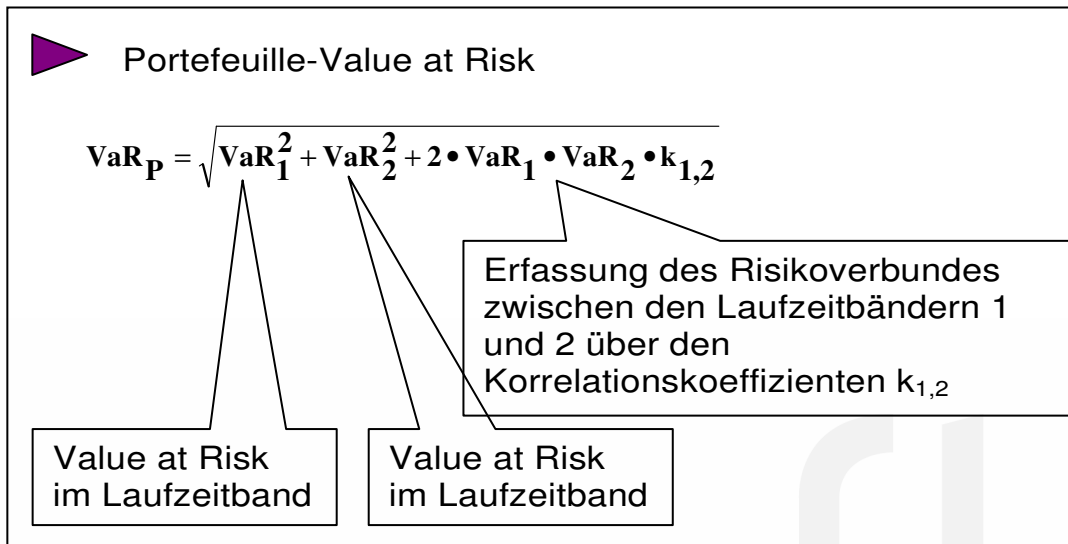 Portefeuille-Value at Risk
VaR_P = √(VaR_1^2 + VaR_2^2 + 2 • VaR_1 • VaR_2 • k_1,2)
Erfassung des Risikoverbundes
zwischen den Laufzeitbändern 1
und 2 über den
Korrelationskoeffizienten k_1,2
Value at Risk
im Laufzeitband
Value at Risk
im Laufzeitband